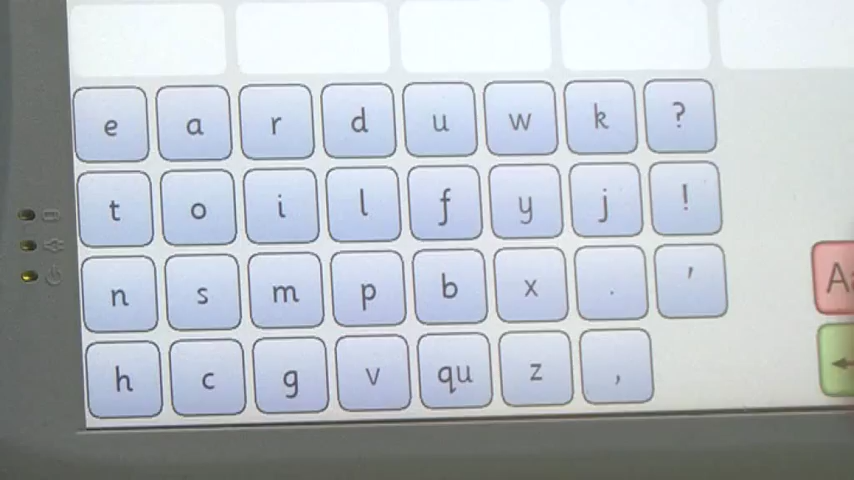 e a r d u w k ?
t o i l f y j !
n s m p b x . '
h c g v qu z ,